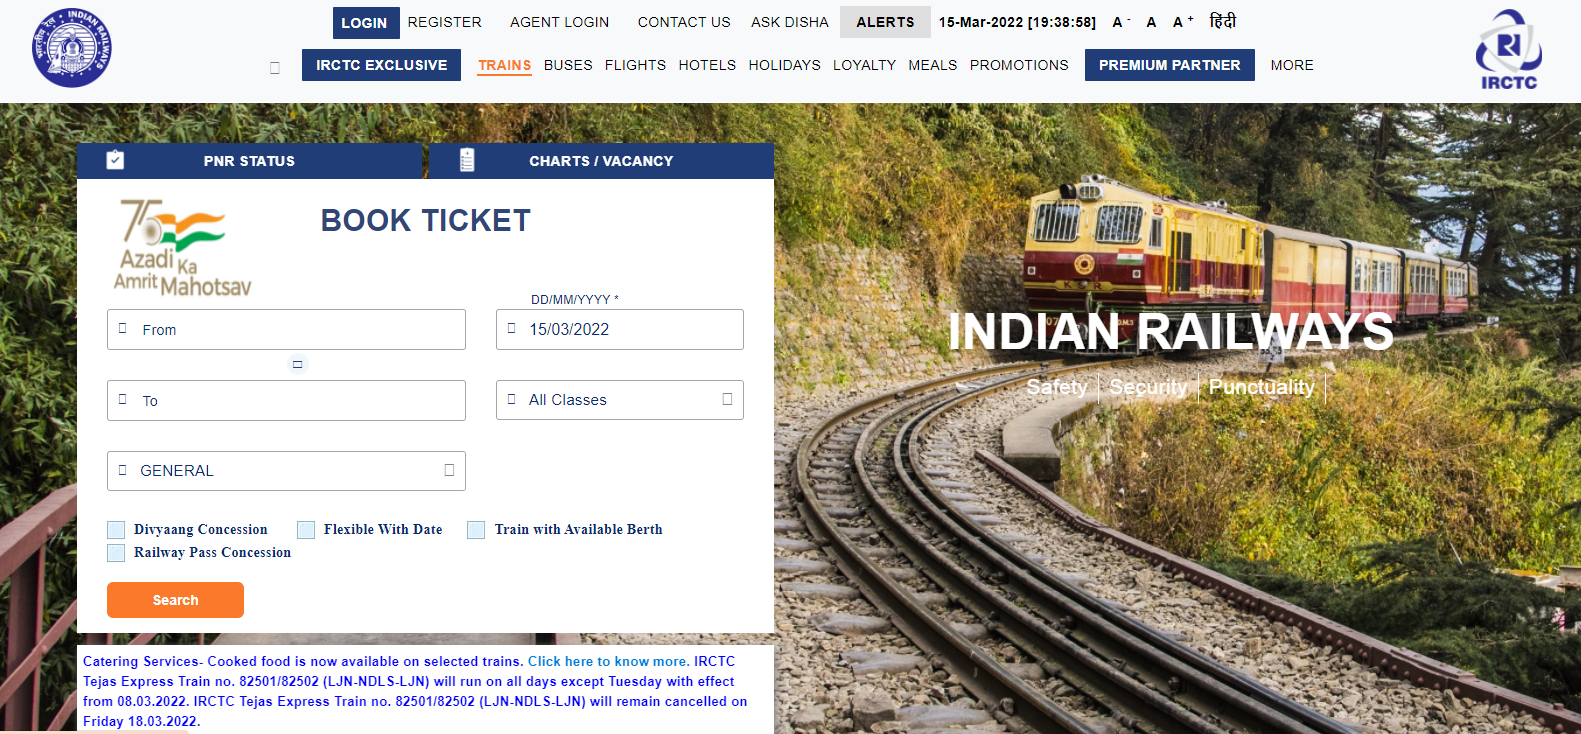 INDIAN RAILWAYS
भारतीय रेल
LOGIN REGISTER AGENT LOGIN CONTACT US ASK DISHA ALERTS 15-Mar-2022 [19:38:58] A - A A + हिंदी
IRCTC EXCLUSIVE TRAINS BUSES FLIGHTS HOTELS HOLIDAYS LOYALTY MEALS PROMOTIONS PREMIUM PARTNER MORE
IRCTC
PNR STATUS CHARTS / VACANCY
75
Azadi Ka
Amrit Mahotsav
BOOK TICKET
DD/MM/YYYY *
From 15/03/2022
To All Classes
GENERAL
Divyaang Concession Flexible With Date Train with Available Berth
Railway Pass Concession
Search
Catering Services- Cooked food is now available on selected trains. Click here to know more. IRCTC
Tejas Express Train no. 82501/82502 (LJN-NDLS-LJN) will run on all days except Tuesday with effect
from 08.03.2022. IRCTC Tejas Express Train no. 82501/82502 (LJN-NDLS-LJN) will remain cancelled on
Friday 18.03.2022.
K R
INDIAN RAILWAYS
Safety Security Punctuality